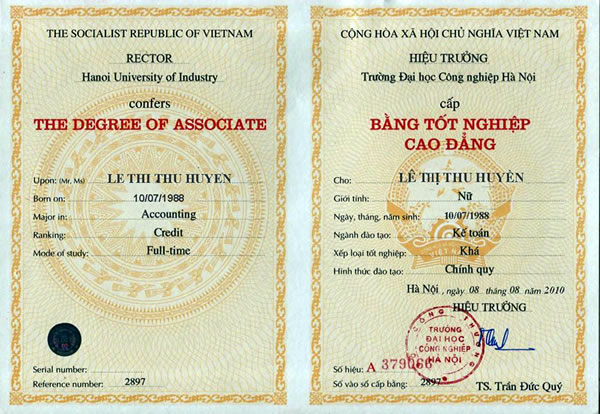 THE SOCIALIST REPUBLIC OF VIETNAM
RECTOR
Hanoi University of Industry
confers
THE DEGREE OF ASSOCIATE
Upon: (Mr, Ms) LE THI THU HUYEN
Born on: 10/07/1988
Major in: Accounting
Ranking: Credit
Mode of study: Full-time
Serial number:
Reference number: 2897
CỘNG HÒA XÃ HỘI CHỦ NGHĨA VIỆT NAM
HIỆU TRƯỞNG
Trường Đại học Công nghiệp Hà Nội
cấp
BẰNG TỐT NGHIỆP
CAO ĐẲNG
Cho: LÊ THỊ THU HUYỀN
Giới tính: Nữ
Ngày, tháng, năm sinh: 10/07/1988
Ngành đào tạo: Kế toán
Xếp loại tốt nghiệp: Khá
Hình thức đào tạo: Chính quy
Hà Nội, ngày 08 tháng 08 năm 2010
HIỆU TRƯỞNG
CÔNG THƯƠNG
TRƯỜNG
ĐẠI HỌC
CÔNG NGHIỆP
HÀ NỘI
Số hiệu: A 379066
Số vào sổ cấp bằng: 2897
TS. Trần Đức Quý